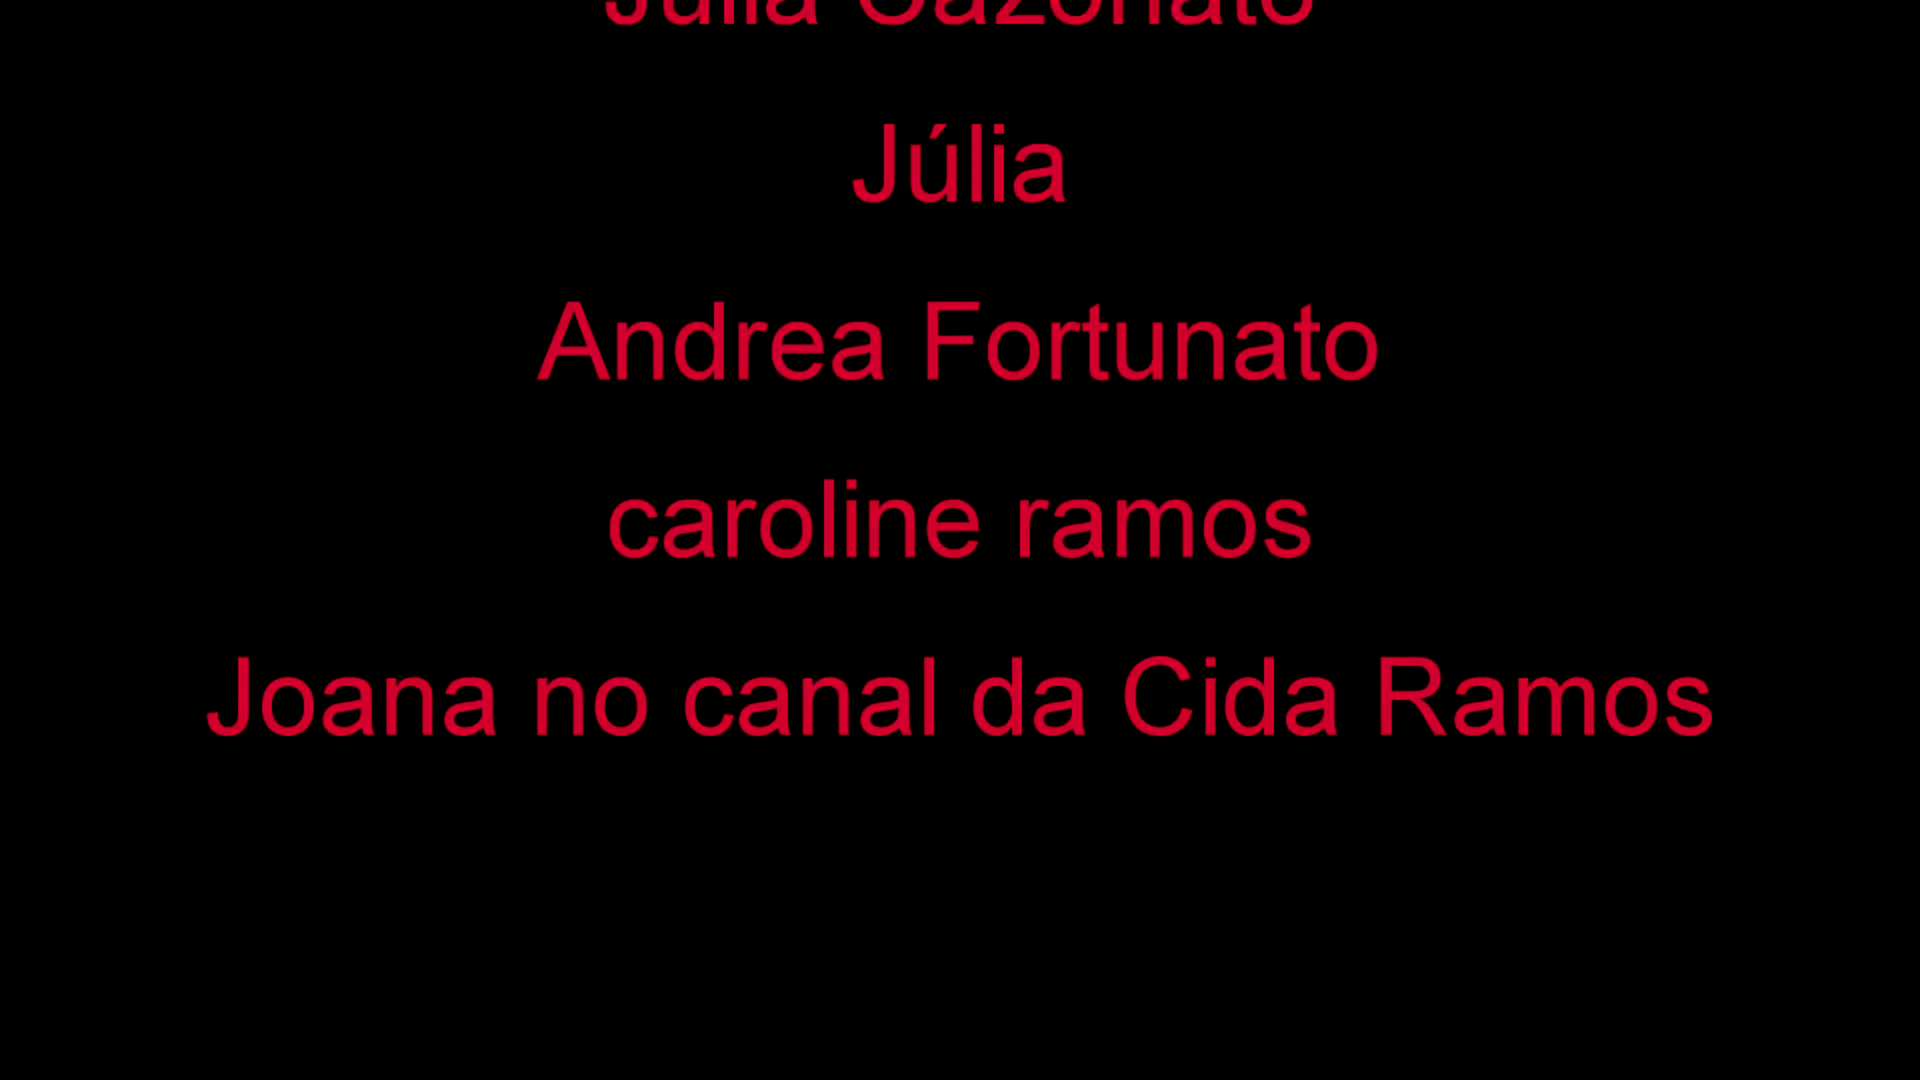 Júlia
Andrea Fortunato
caroline ramos
Joana no canal da Cida Ramos